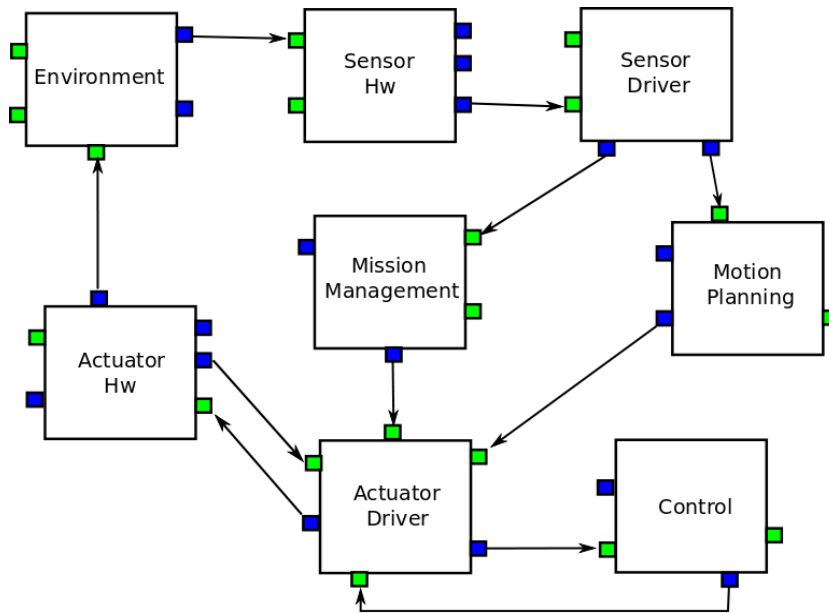 Environment
Sensor
Hw
Sensor
Driver
Mission
Management
Motion
Planning
Actuator
Hw
Actuator
Driver
Control